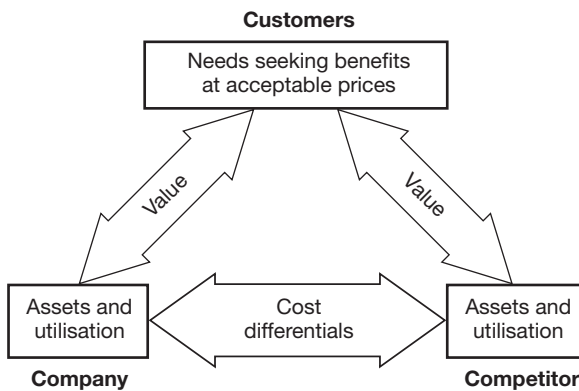 Customers
Needs seeking benefits
at acceptable prices
Value
Value
Assets and
utilisation
Cost
differentials
Assets and
utilisation
Company
Competitor